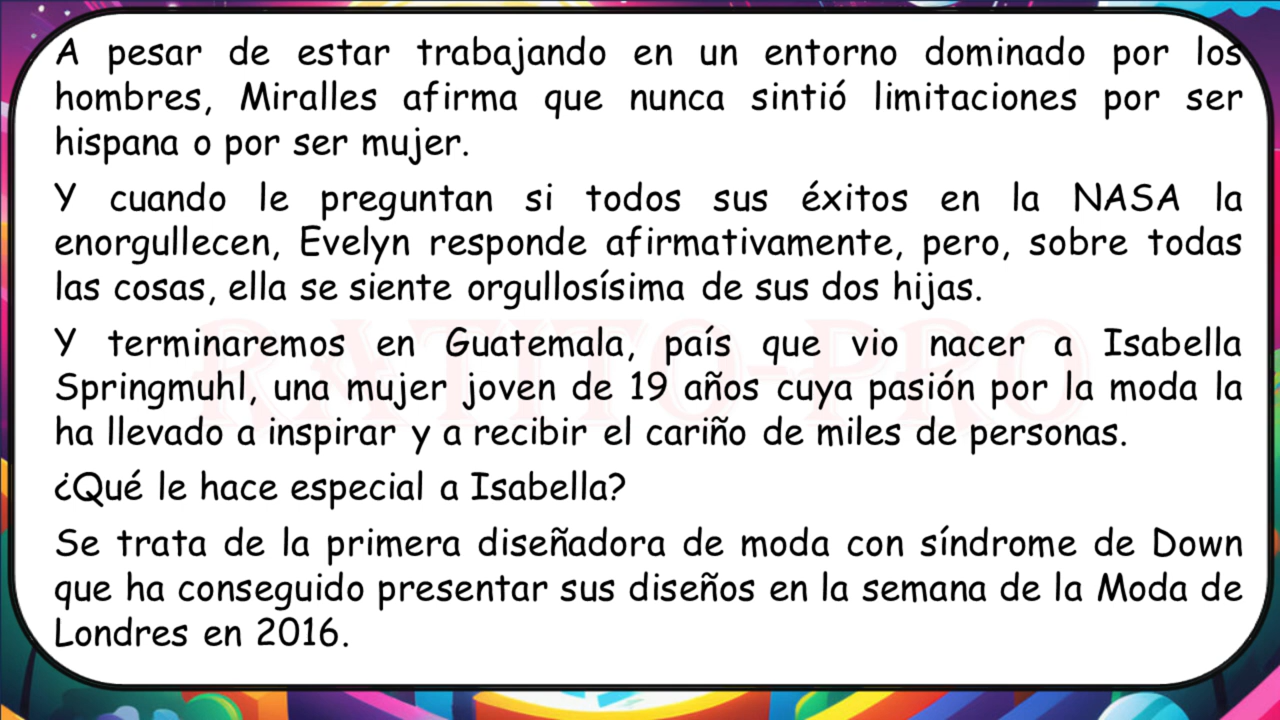 A pesar de estar trabajando en un entorno dominado por los
hombres, Miralles afirma que nunca sintió limitaciones por ser
hispana o por ser mujer.
Y cuando le preguntan si todos sus éxitos en la NASA la
enorgullecen, Evelyn responde afirmativamente, pero, sobre todas
las cosas, ella se siente orgullosísima de sus dos hijas.
Y terminaremos en Guatemala, país que vio nacer a Isabella
Springmuhl, una mujer joven de 19 años cuya pasión por la moda la
ha llevado a inspirar y a recibir el cariño de miles de personas.
¿Qué le hace especial a Isabella?
Se trata de la primera diseñadora de moda con síndrome de Down
que ha conseguido presentar sus diseños en la semana de la Moda de
Londres en 2016.
RATITO-PRO